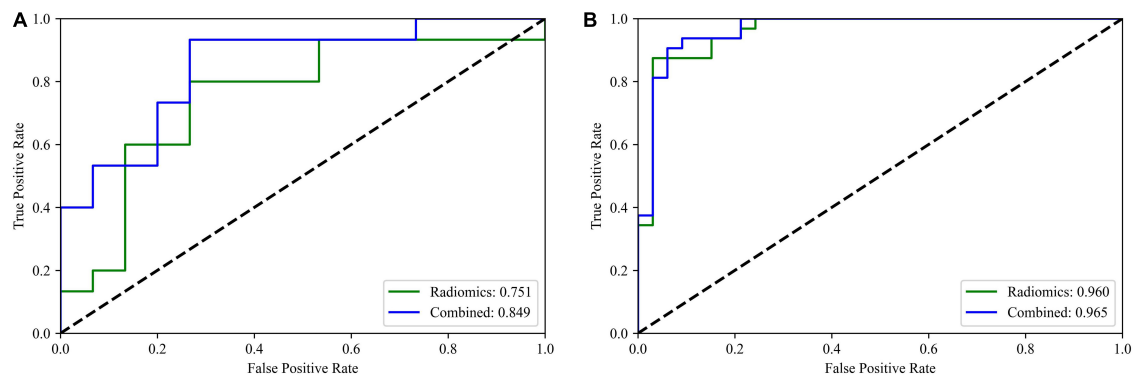 A
1.0
0.8
0.6
0.4
0.2
0.0
True Positive Rate
0.0 0.2 0.4 0.6 0.8 1.0
False Positive Rate
Radiomics: 0.751
Combined: 0.849
B
1.0
0.8
0.6
0.4
0.2
0.0
True Positive Rate
0.0 0.2 0.4 0.6 0.8 1.0
False Positive Rate
Radiomics: 0.960
Combined: 0.965